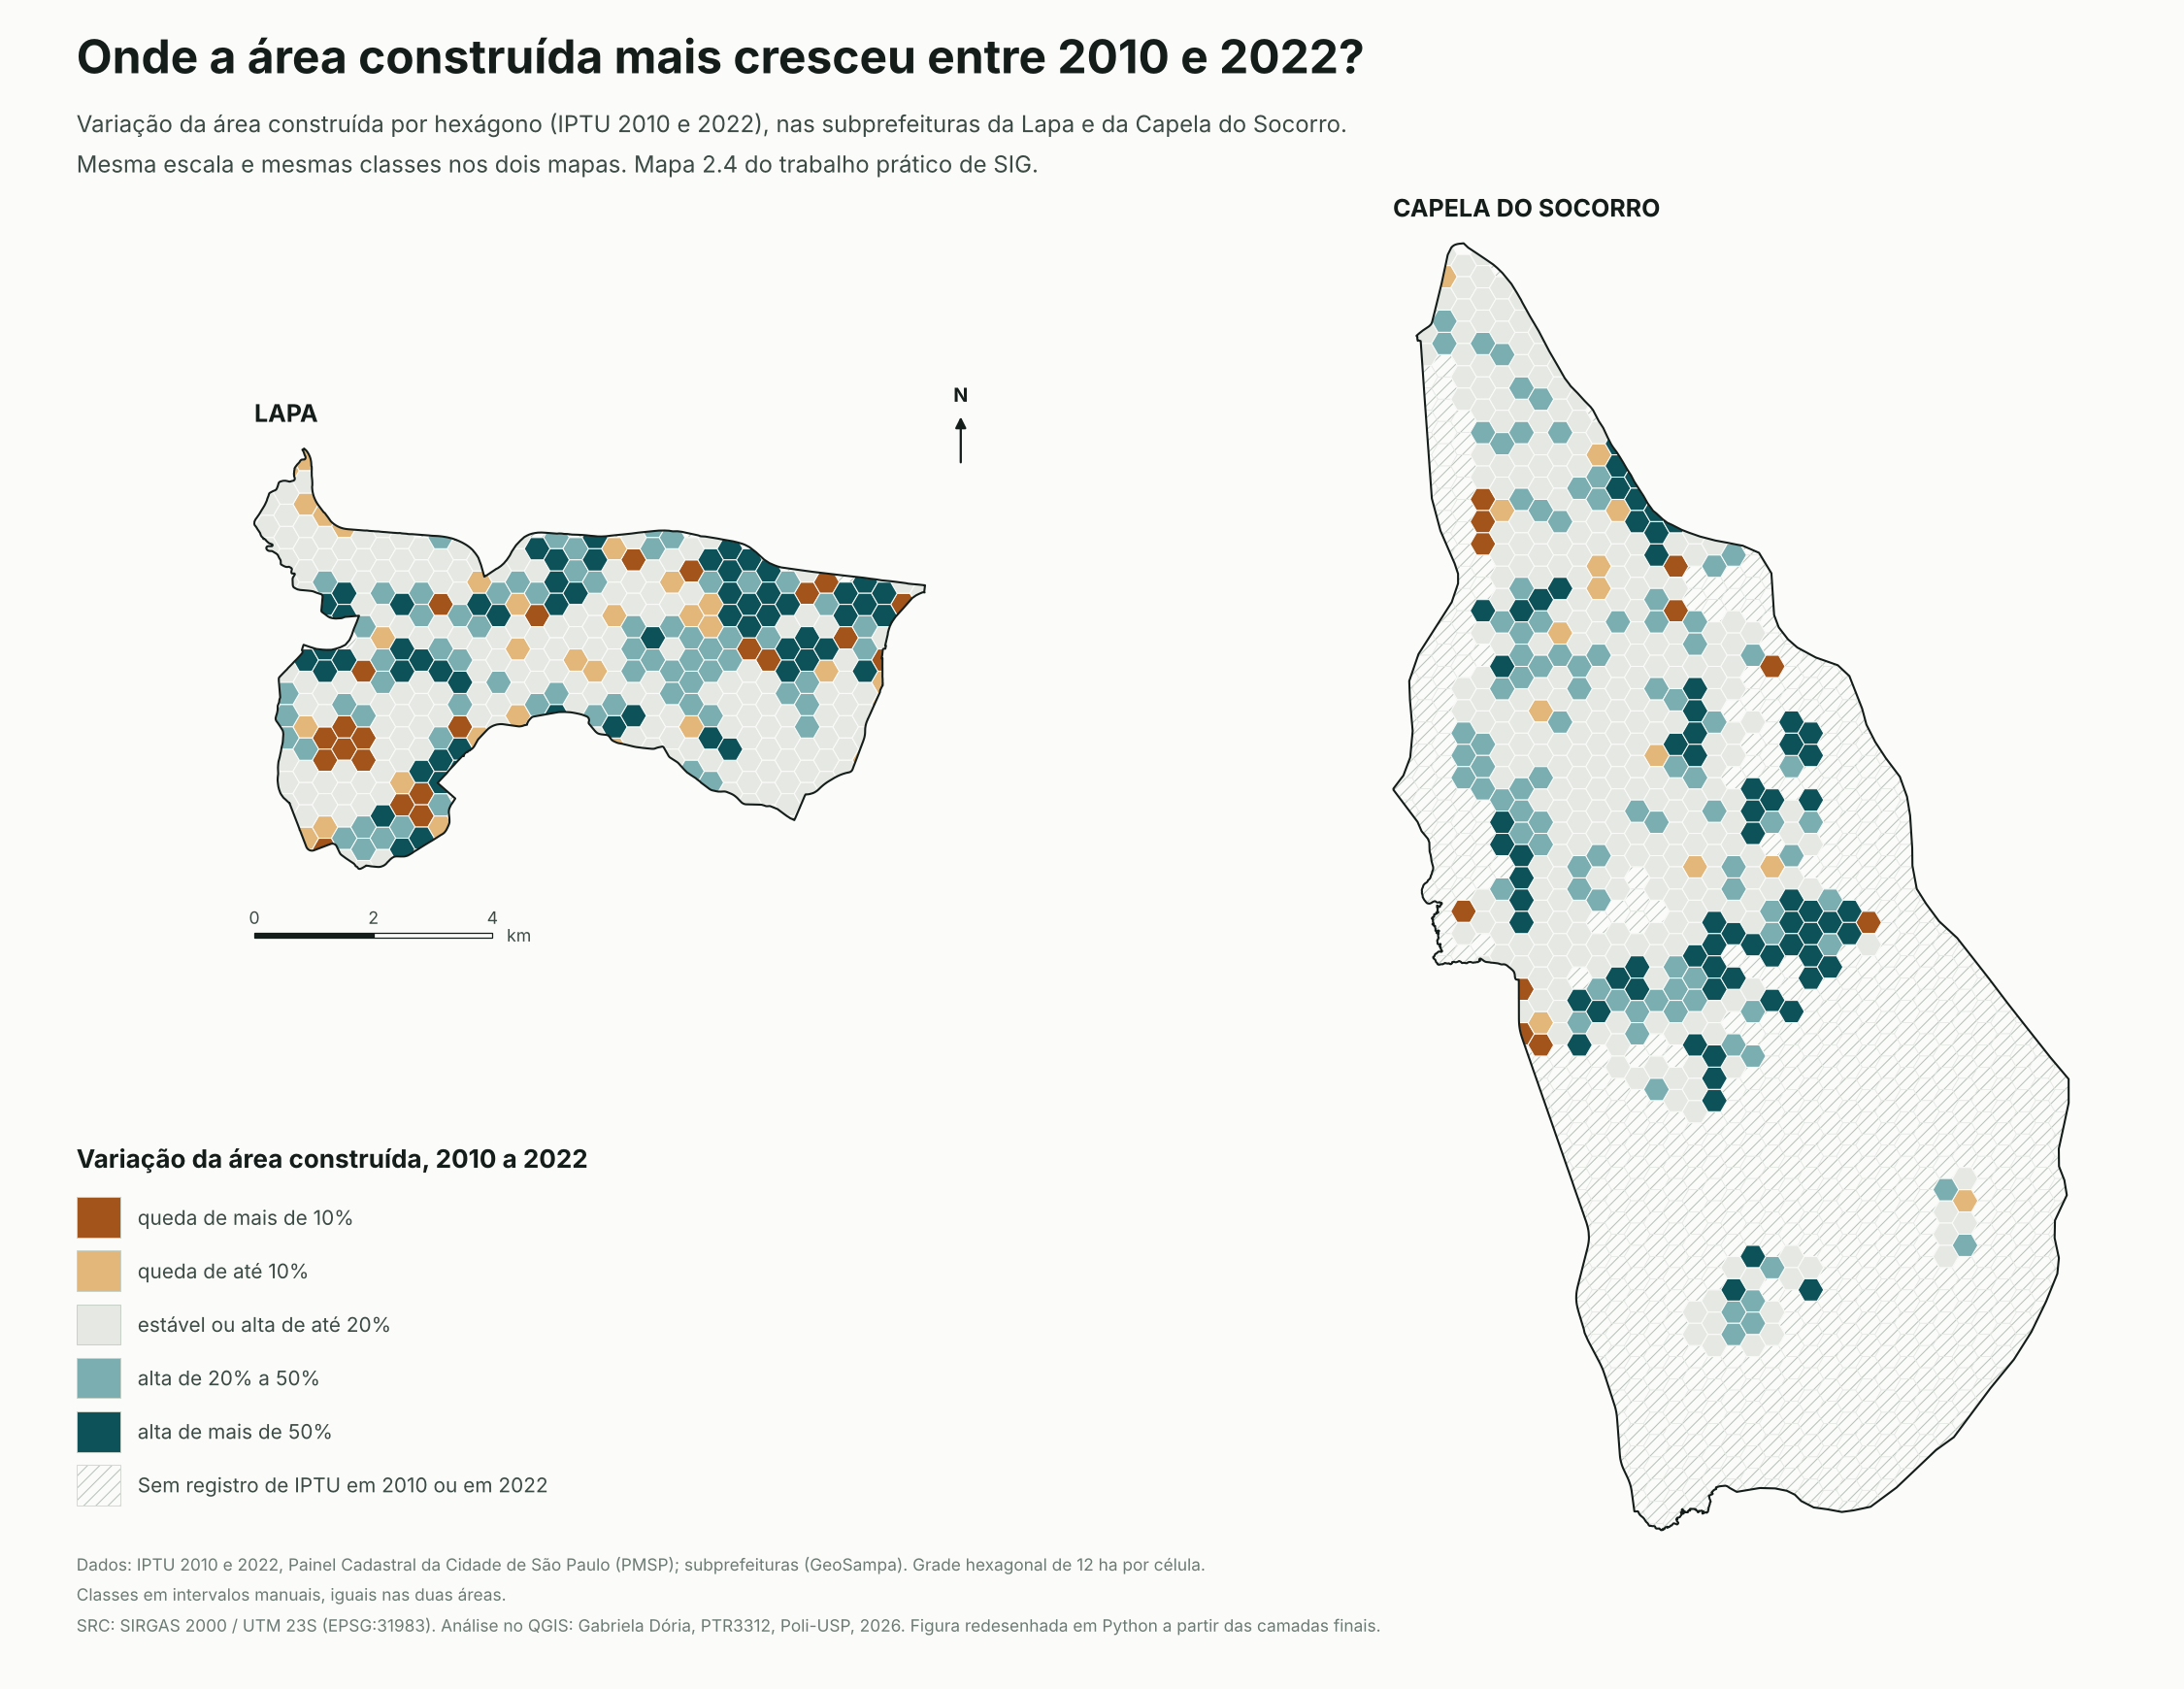 Onde a área construída mais cresceu entre 2010 e 2022?
Variação da área construída por hexágono (IPTU 2010 e 2022), nas subprefeituras da Lapa e da Capela do Socorro.
Mesma escala e mesmas classes nos dois mapas. Mapa 2.4 do trabalho prático de SIG.
CAPELA DO SOCORRO
N
LAPA
0 2 4
km
Variação da área construída, 2010 a 2022
queda de mais de 10%
queda de até 10%
estável ou alta de até 20%
alta de 20% a 50%
alta de mais de 50%
Sem registro de IPTU em 2010 ou em 2022
Dados: IPTU 2010 e 2022, Painel Cadastral da Cidade de São Paulo (PMSP); subprefeituras (GeoSampa). Grade hexagonal de 12 ha por célula.
Classes em intervalos manuais, iguais nas duas áreas.
SRC: SIRGAS 2000 / UTM 23S (EPSG:31983). Análise no QGIS: Gabriela Dória, PTR3312, Poli-USP, 2026. Figura redesenhada em Python a partir das camadas finais.